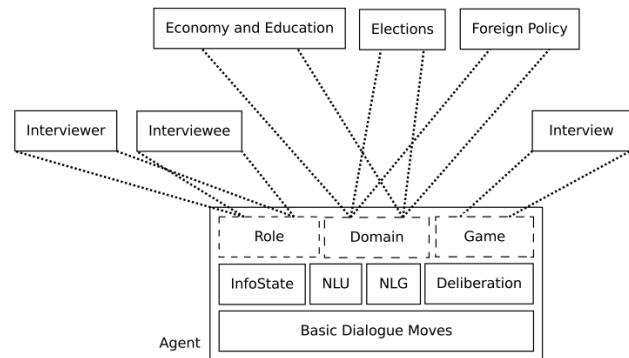 Economy and Education
Elections
Foreign Policy
Interviewer
Interviewee
Interview
Role
Domain
Game
InfoState
NLU
NLG
Deliberation
Basic Dialogue Moves
Agent